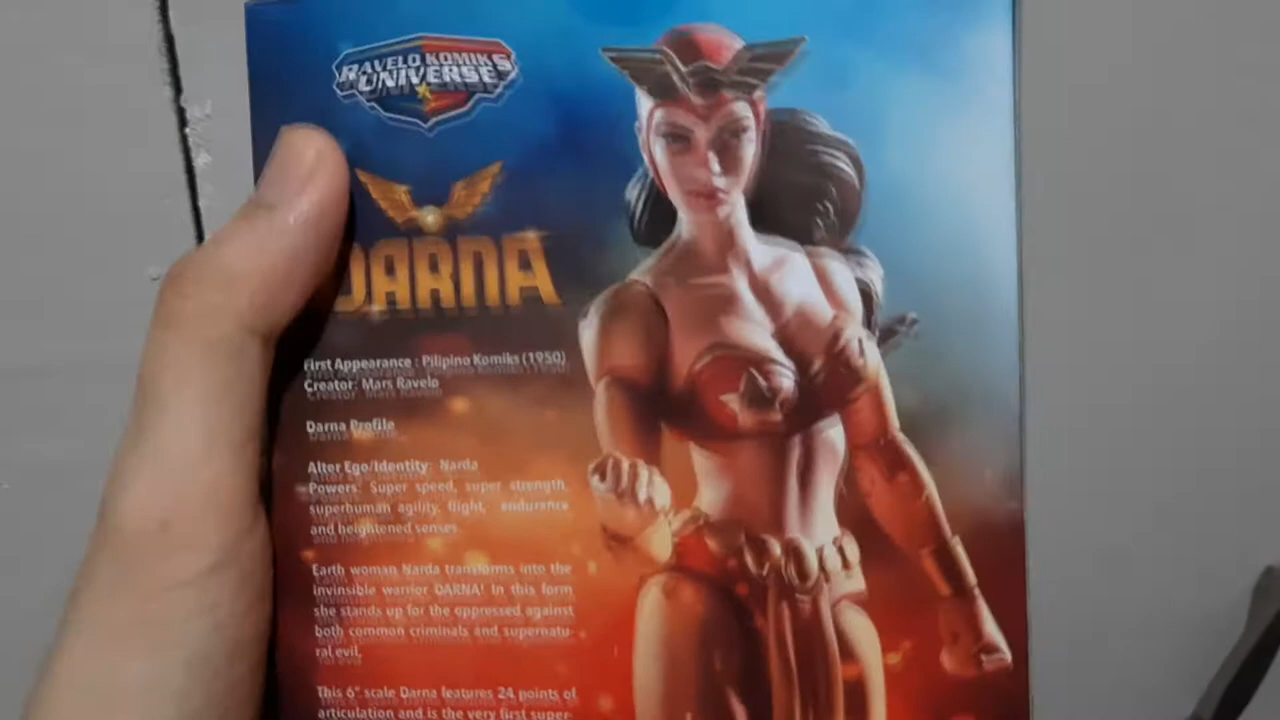 RAVELO KOMIKS
UNIVERSE
DARNA
First Appearance : Pilipino Komiks (1950)
Creator: Mars Ravelo
Darna Profile
Alter Ego/Identity: Narda
Powers: Super speed, super strength,
superhuman agility, flight, endurance
and heightened senses.
Earth woman Narda transforms into the
invinsible warrior DARNA! In this form
she stands up for the oppressed against
both common criminals and supernatu-
ral evil.
This 6" scale Darna features 24 points of
articulation and is the very first super-